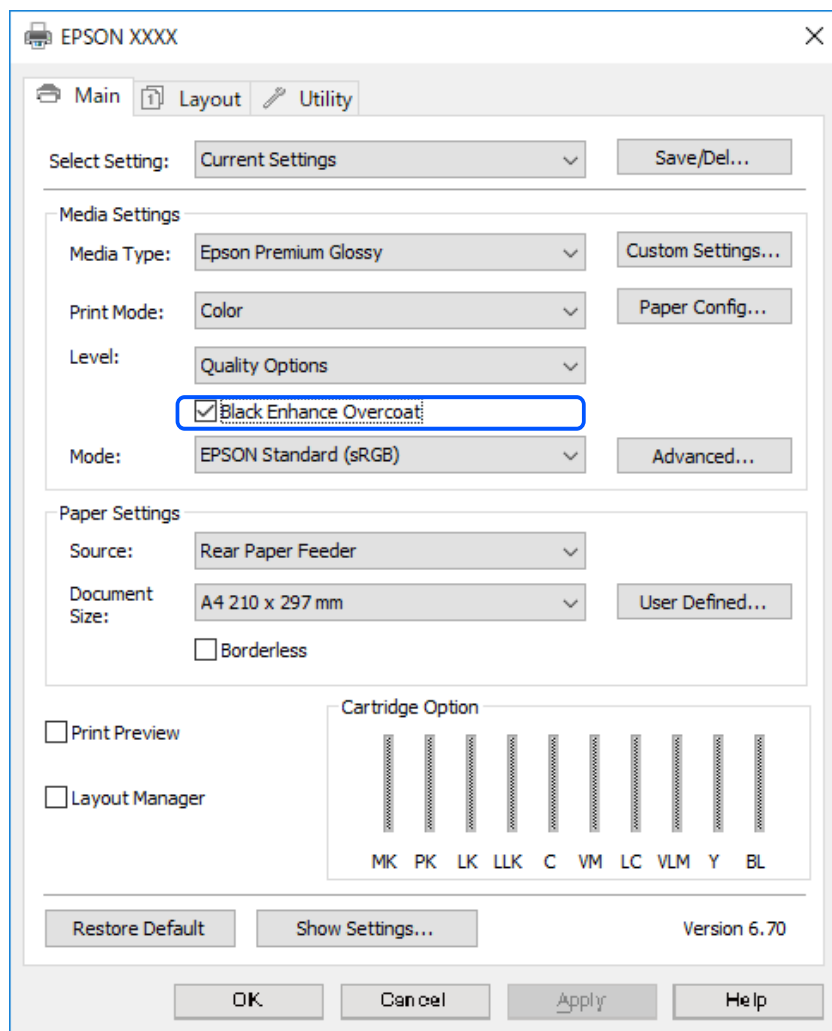 EPSON XXXX
Main
Layout
Utility
Select Setting: Current Settings Save/Del...
Media Settings
Media Type: Epson Premium Glossy Custom Settings...
Print Mode: Color Paper Config...
Level: Quality Options
Black Enhance Overcoat
Mode: EPSON Standard (sRGB) Advanced...
Paper Settings
Source: Rear Paper Feeder
Document
Size: A4 210 x 297 mm User Defined...
Borderless
Print Preview
Layout Manager
Cartridge Option
MK PK LK LLK C VM LC VLM Y BL
Restore Default Show Settings... Version 6.70
OK Cancel Apply Help